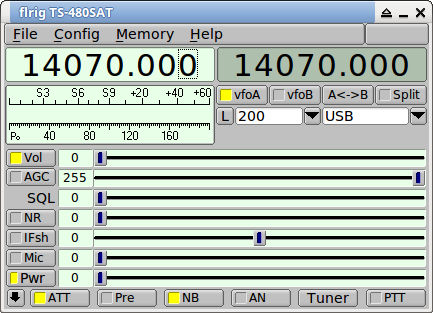 flrig TS-480SAT
File Config Memory Help
14070.000 14070.000
S3 S6 S9 +20 +40 +60
Po 40 80 120 160
vfoA vfoB A<->B Split
L 200 USB
Vol 0
AGC 255
SQL 0
NR 0
IFsh 0
Mic 0
Pwr 0
ATT Pre NB AN Tuner PTT